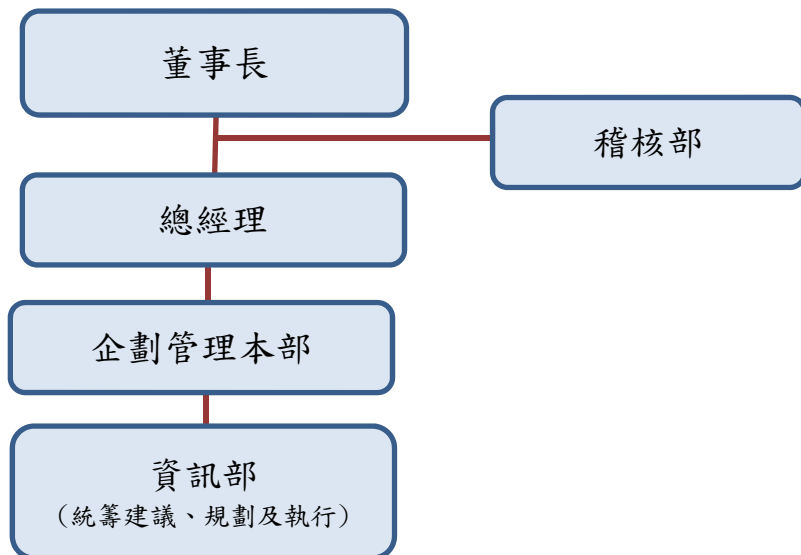 董事長
稽核部
總經理
企劃管理本部
資訊部
（統籌建議、規劃及執行）